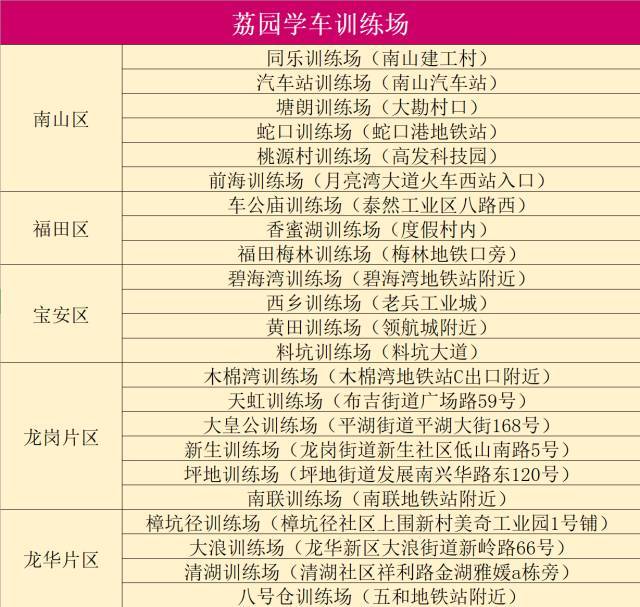 荔园学车训练场
南山区
同乐训练场（南山建工村）
汽车站训练场（南山汽车站）
塘朗训练场（大勘村口）
蛇口训练场（蛇口港地铁站）
桃源村训练场（高发科技园）
前海训练场（月亮湾大道火车西站入口）
福田区
车公庙训练场（泰然工业区八路西）
香蜜湖训练场（度假村内）
福田梅林训练场（梅林地铁口旁）
宝安区
碧海湾训练场（碧海湾地铁站附近）
西乡训练场（老兵工业城）
黄田训练场（领航城附近）
料坑训练场（料坑大道）
龙岗片区
木棉湾训练场（木棉湾地铁站C出口附近）
天虹训练场（布吉街道广场路59号）
大皇公训练场（平湖街道平湖大街168号）
新生训练场（龙岗街道新生社区低山南路5号）
坪地训练场（坪地街道发展南兴华路东120号）
南联训练场（南联地铁站附近）
龙华片区
樟坑径训练场（樟坑径社区上围新村美奇工业园1号铺）
大浪训练场（龙华新区大浪街道新岭路66号）
清湖训练场（清湖社区祥利路金湖雅媛a栋旁）
八号仓训练场（五和地铁站附近）